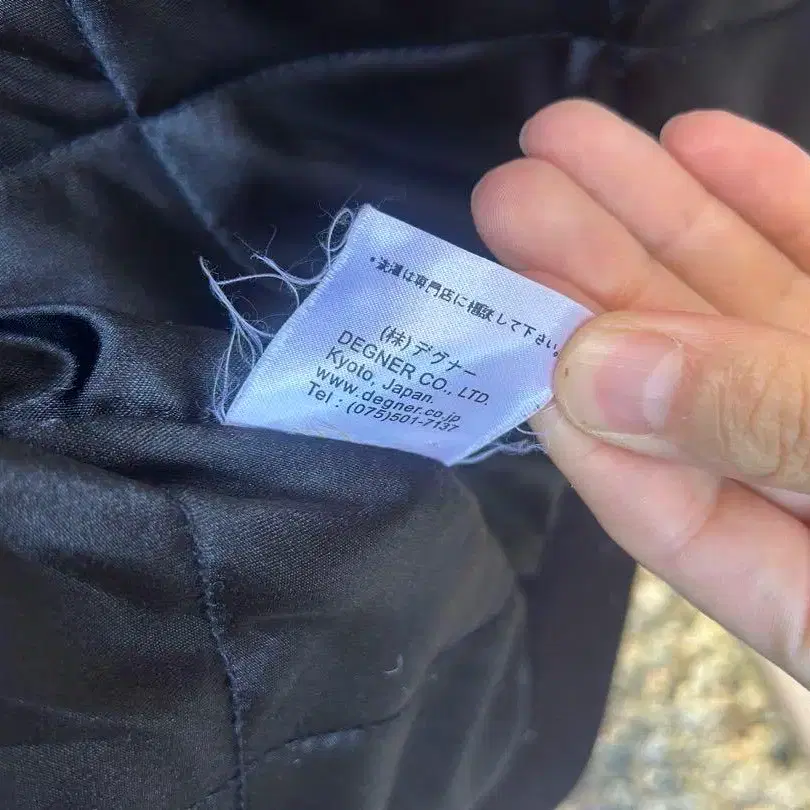 *洗濯は専門店に相談して下さい。
(株)デグナー
DEGNER CO., LTD.
Kyoto, Japan.
www.degner.co.jp
Tel : (075)501-7137